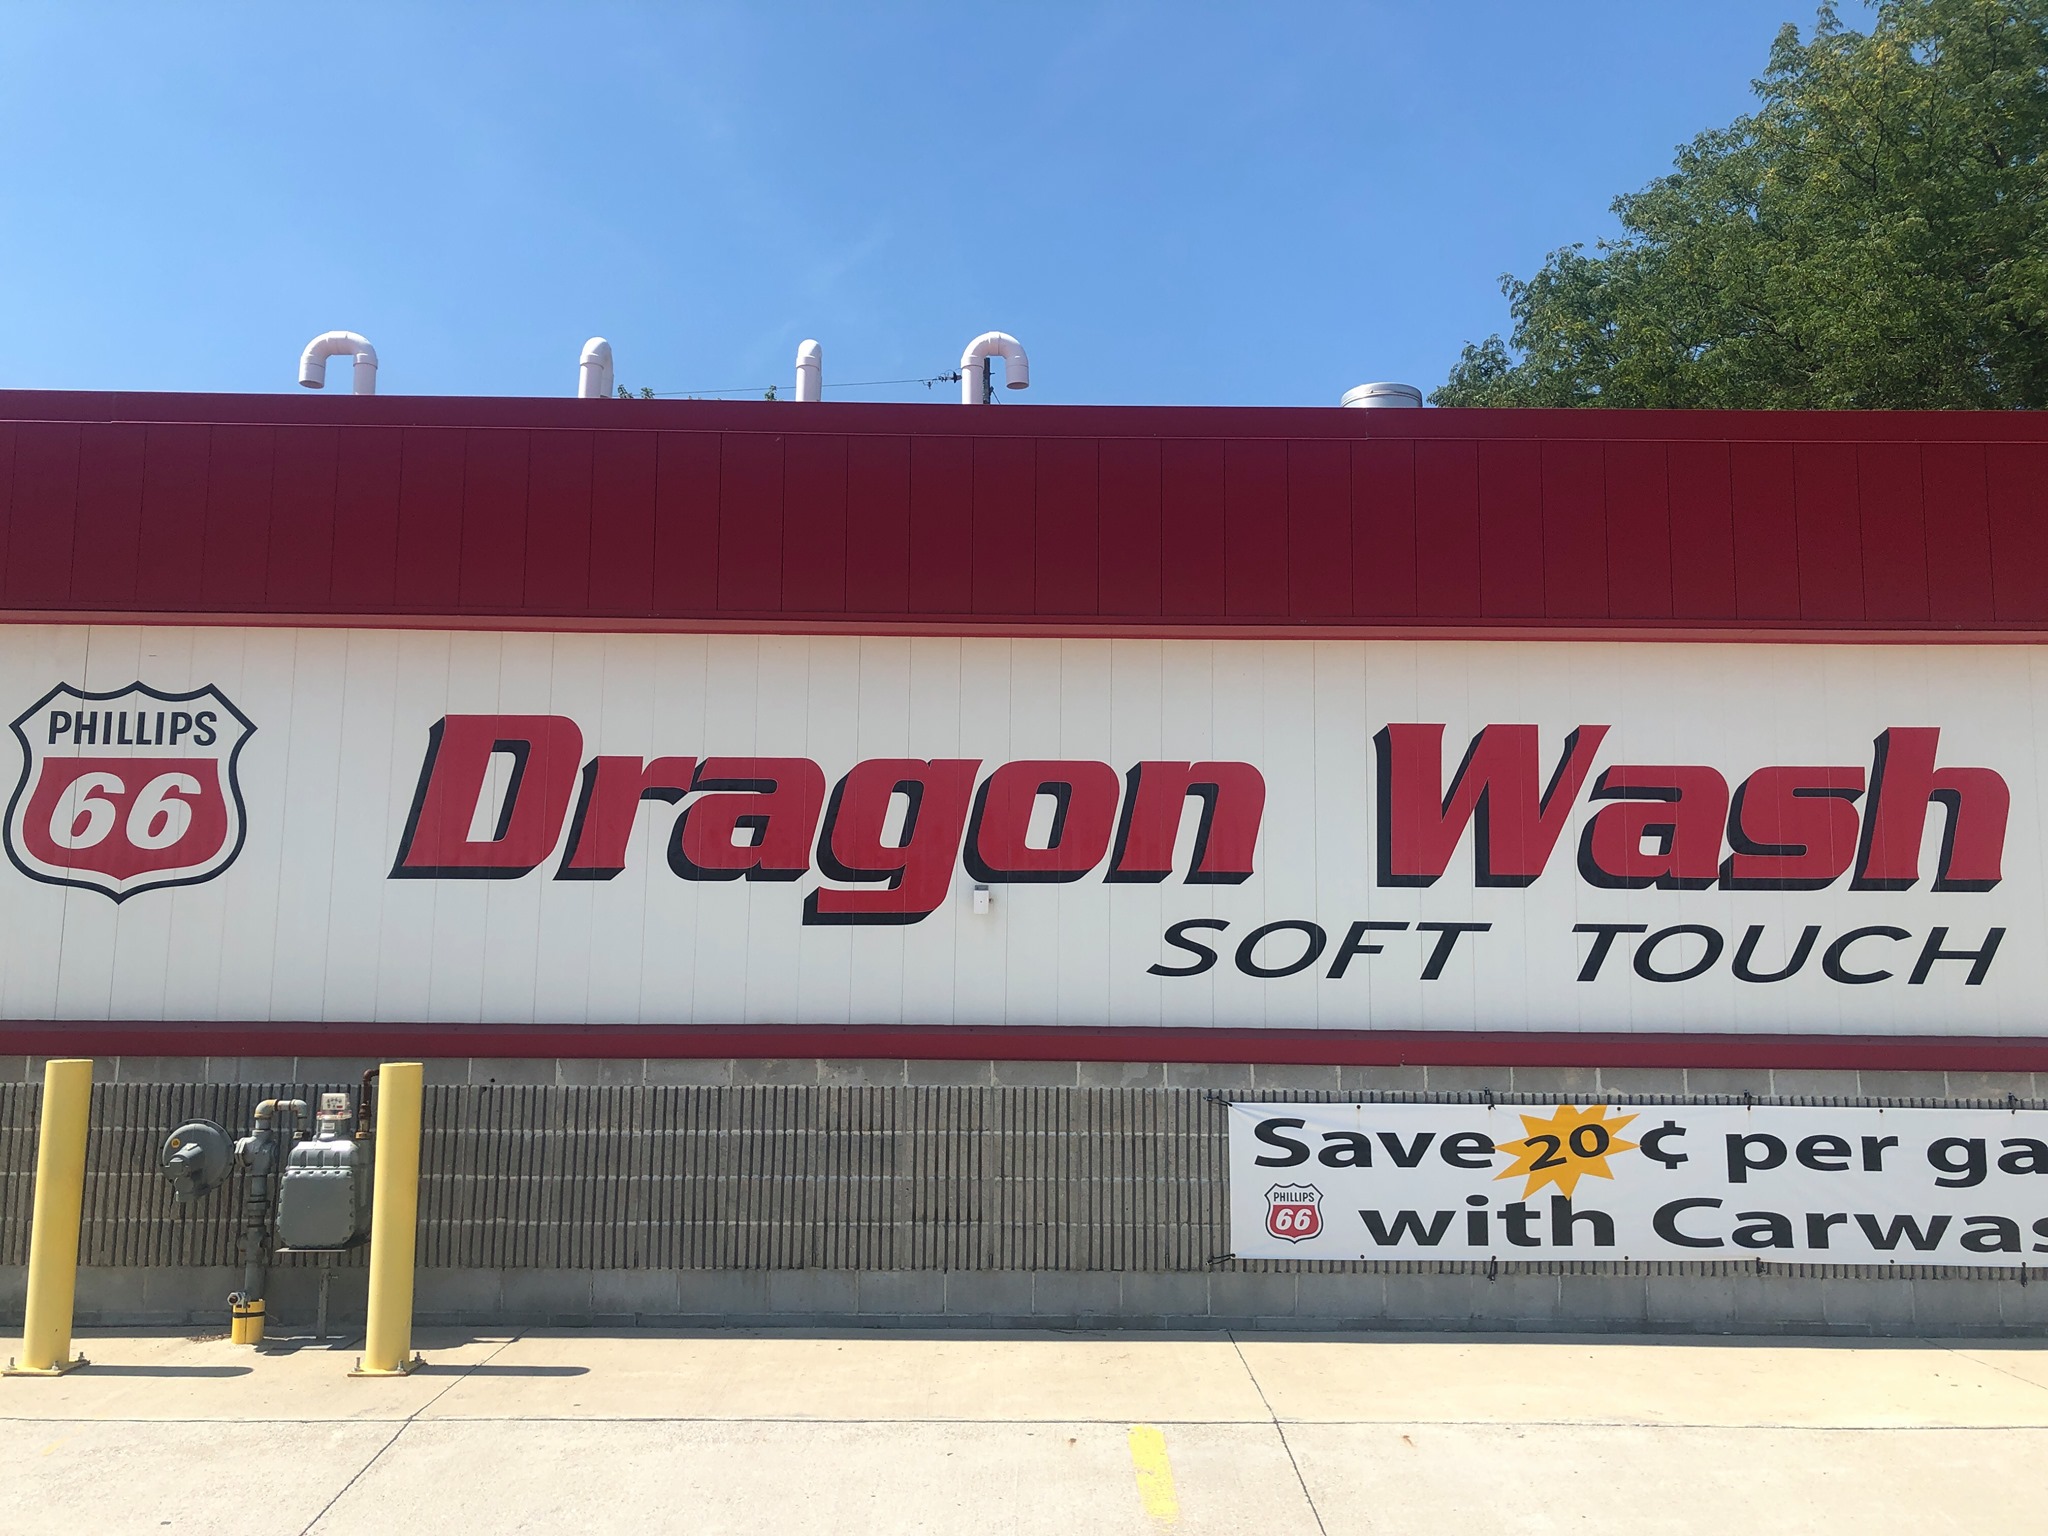 PHILLIPS
66
Dragon Wash
SOFT TOUCH
Save 20¢ per ga
with Carwas
PHILLIPS
66